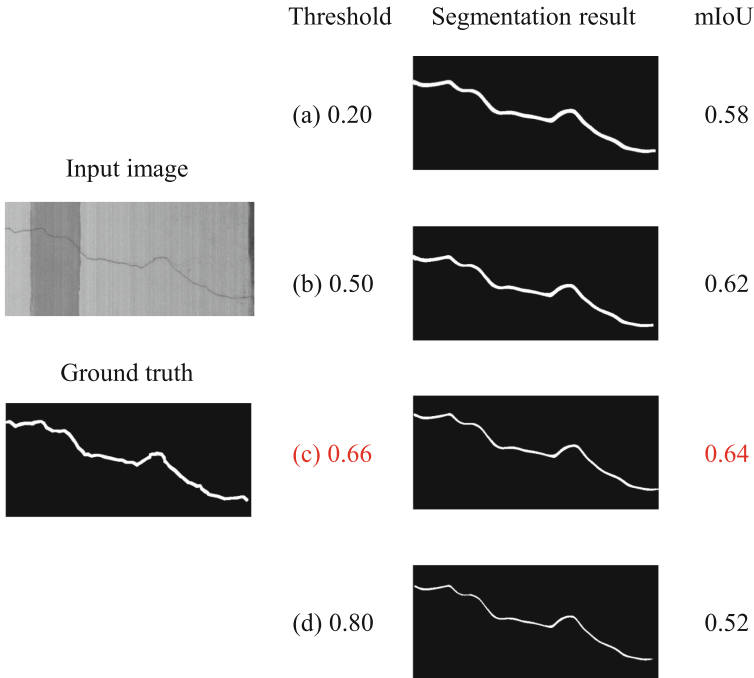 Threshold Segmentation result mIoU
(a) 0.20 0.58
Input image
(b) 0.50 0.62
Ground truth
(c) 0.66 0.64
(d) 0.80 0.52